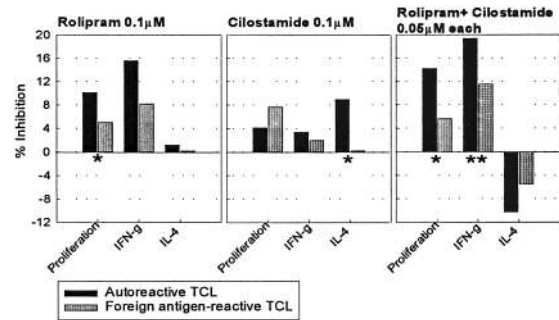 Rolipram 0.1µM
Cilostamide 0.1µM
Rolipram+ Cilostamide
0.05µM each
% Inhibition
20
16
12
8
4
0
-4
-8
-12
*
*
*
**
Proliferation
IFN-g
IL-4
Proliferation
IFN-g
IL-4
Proliferation
IFN-g
IL-4
Autoreactive TCL
Foreign antigen-reactive TCL